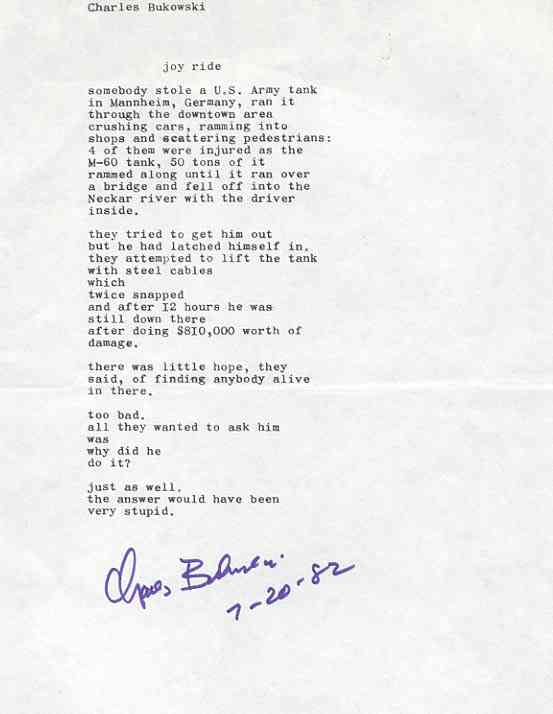 Charles Bukowski
joy ride
somebody stole a U.S. Army tank
in Mannheim, Germany, ran it
through the downtown area
crushing cars, ramming into
shops and scattering pedestrians:
4 of them were injured as the
M-60 tank, 50 tons of it
rammed along until it ran over
a bridge and fell off into the
Neckar river with the driver
inside.
they tried to get him out
but he had latched himself in.
they attempted to lift the tank
with steel cables
which
twice snapped
and after I2 hours he was
still down there
after doing $8I0,000 worth of
damage.
there was little hope, they
said, of finding anybody alive
in there.
too bad.
all they wanted to ask him
was
why did he
do it?
just as well.
the answer would have been
very stupid.
Charles Bukowski
7-20-82